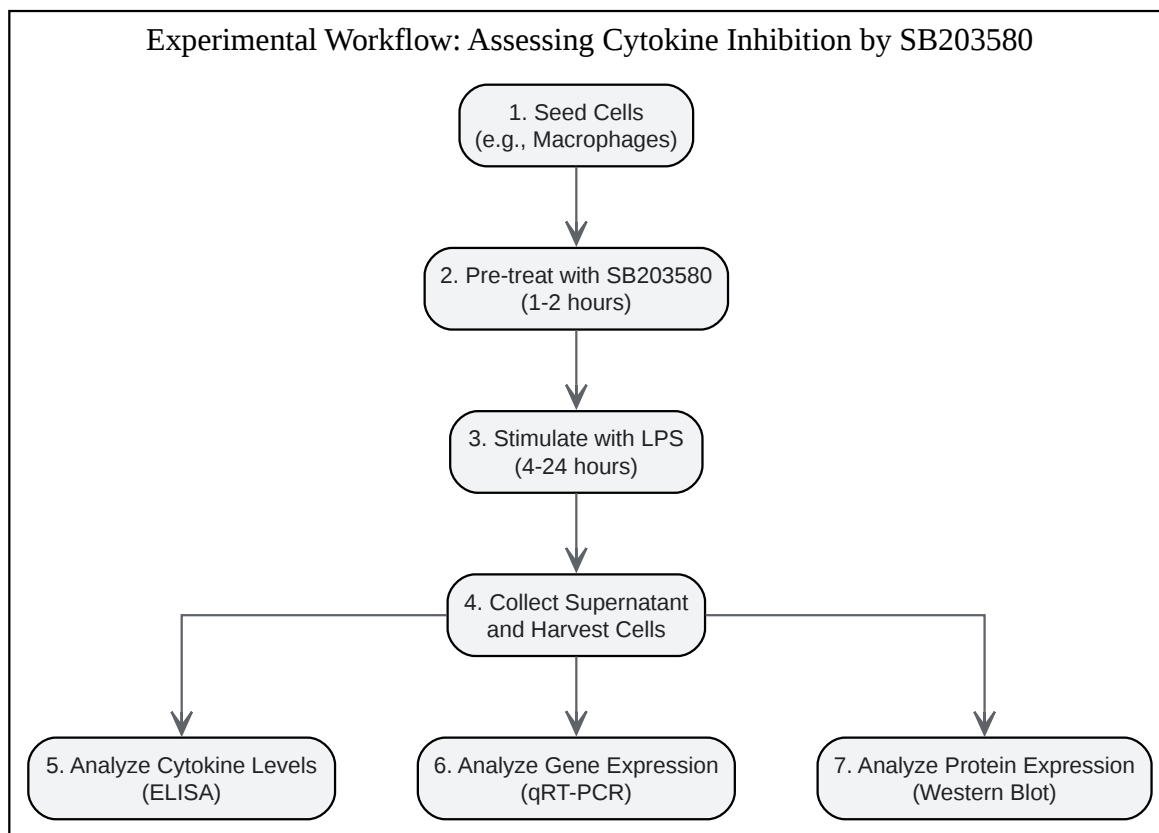 Experimental Workflow: Assessing Cytokine Inhibition by SB203580
1. Seed Cells
(e.g., Macrophages)
2. Pre-treat with SB203580
(1-2 hours)
3. Stimulate with LPS
(4-24 hours)
4. Collect Supernatant
and Harvest Cells
5. Analyze Cytokine Levels
(ELISA)
6. Analyze Gene Expression
(qRT-PCR)
7. Analyze Protein Expression
(Western Blot)